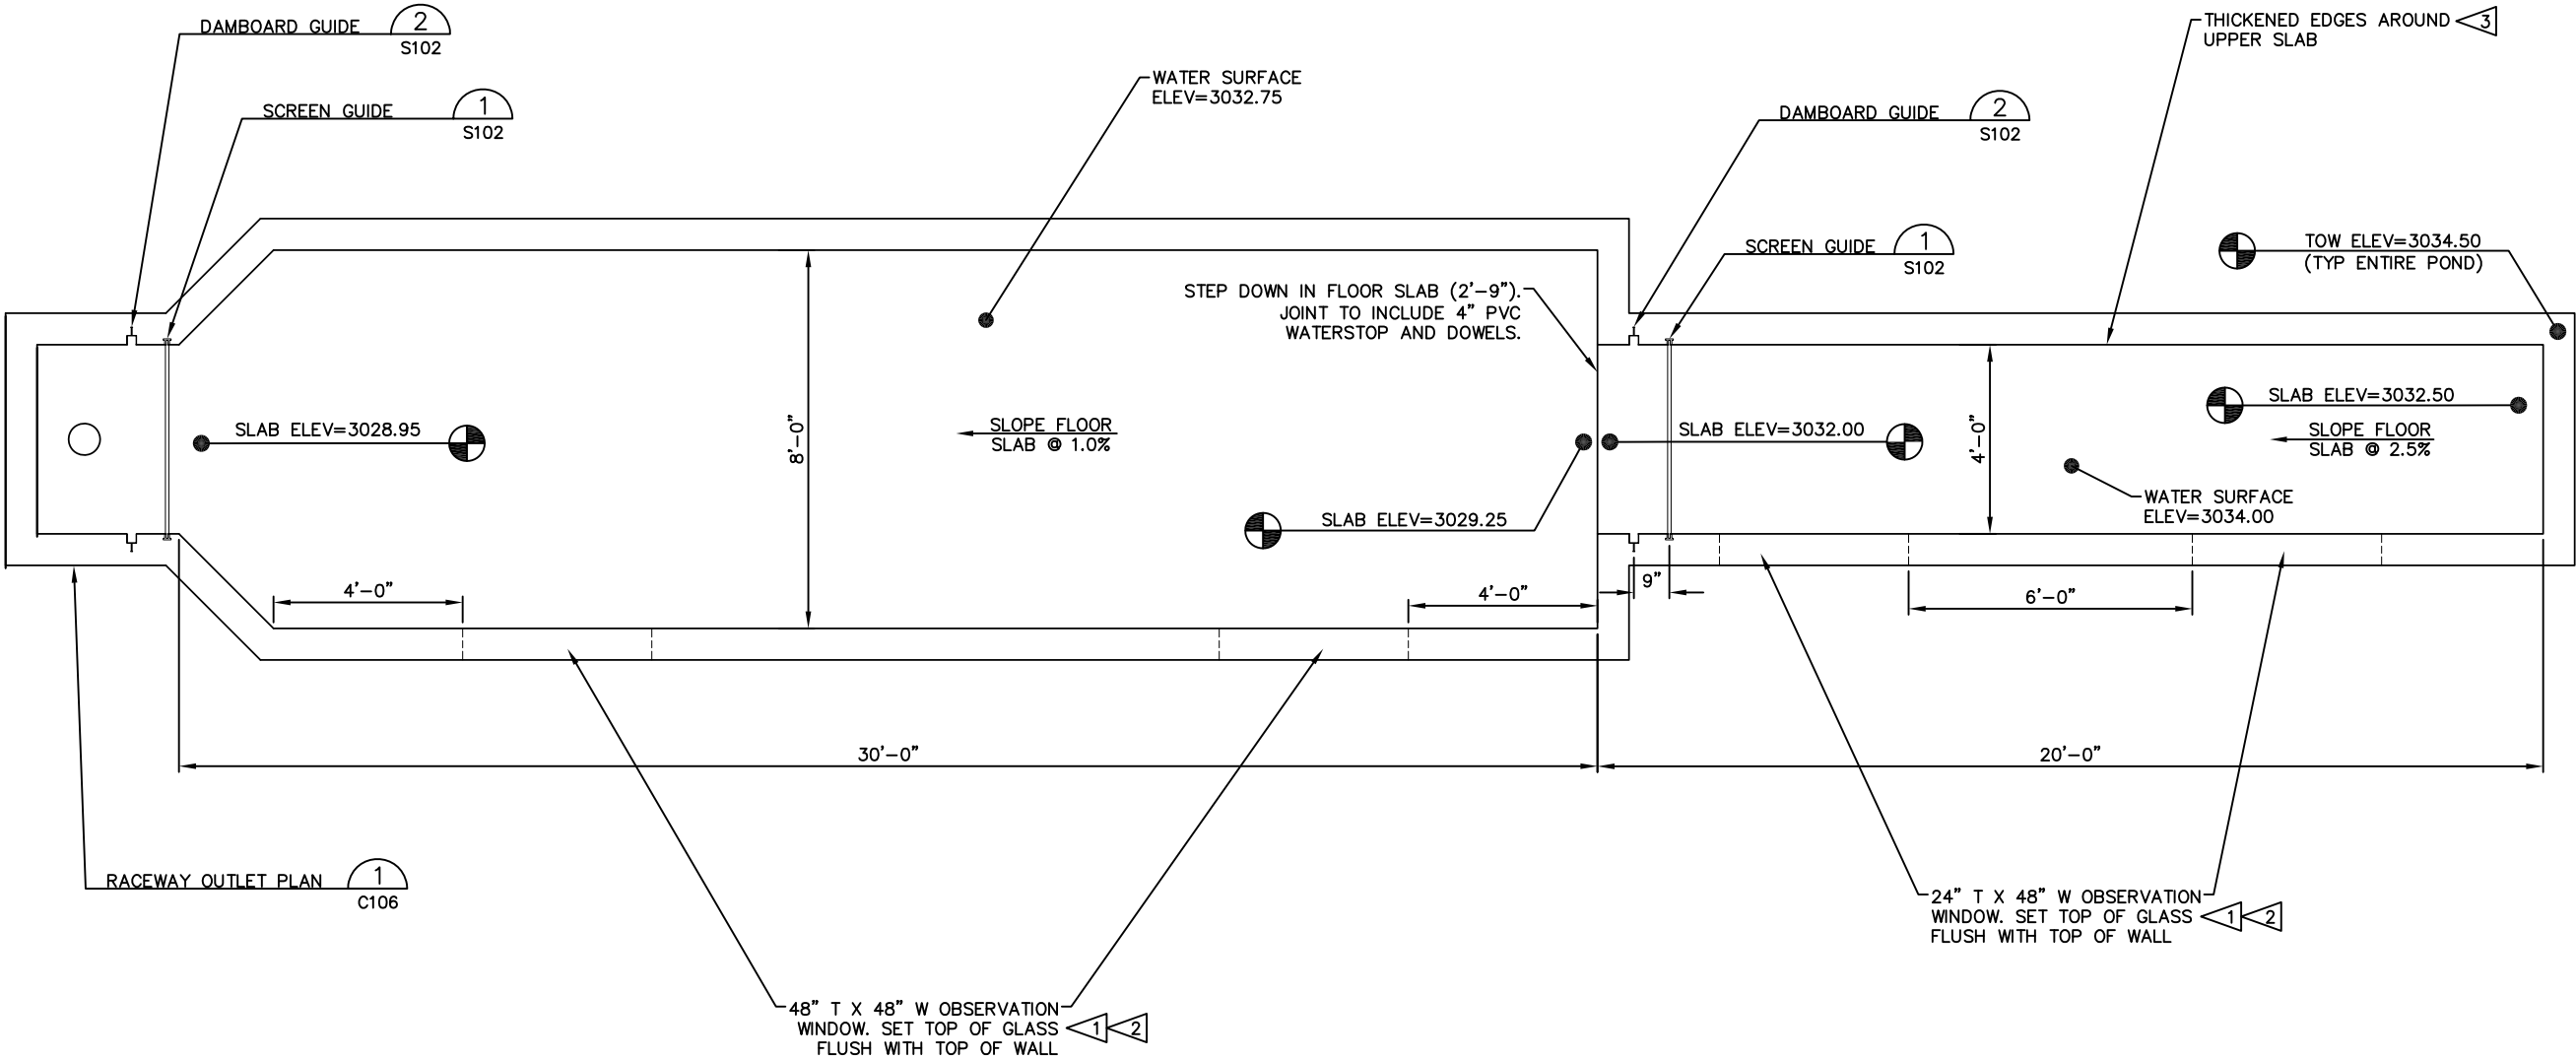 DAMBOARD GUIDE 2
S102
THICKENED EDGES AROUND 3
UPPER SLAB
SCREEN GUIDE 1
S102
WATER SURFACE
ELEV=3032.75
DAMBOARD GUIDE 2
S102
SCREEN GUIDE 1
S102
TOW ELEV=3034.50
(TYP ENTIRE POND)
STEP DOWN IN FLOOR SLAB (2'-9").
JOINT TO INCLUDE 4" PVC
WATERSTOP AND DOWELS.
SLAB ELEV=3028.95
8'-0"
SLOPE FLOOR
SLAB @ 1.0%
SLAB ELEV=3032.00
4'-0"
SLAB ELEV=3032.50
SLOPE FLOOR
SLAB @ 2.5%
SLAB ELEV=3029.25
WATER SURFACE
ELEV=3034.00
4'-0"
4'-0"
9"
6'-0"
30'-0"
20'-0"
RACEWAY OUTLET PLAN 1
C106
24" T X 48" W OBSERVATION
WINDOW. SET TOP OF GLASS 1 2
FLUSH WITH TOP OF WALL
48" T X 48" W OBSERVATION
WINDOW. SET TOP OF GLASS 1 2
FLUSH WITH TOP OF WALL